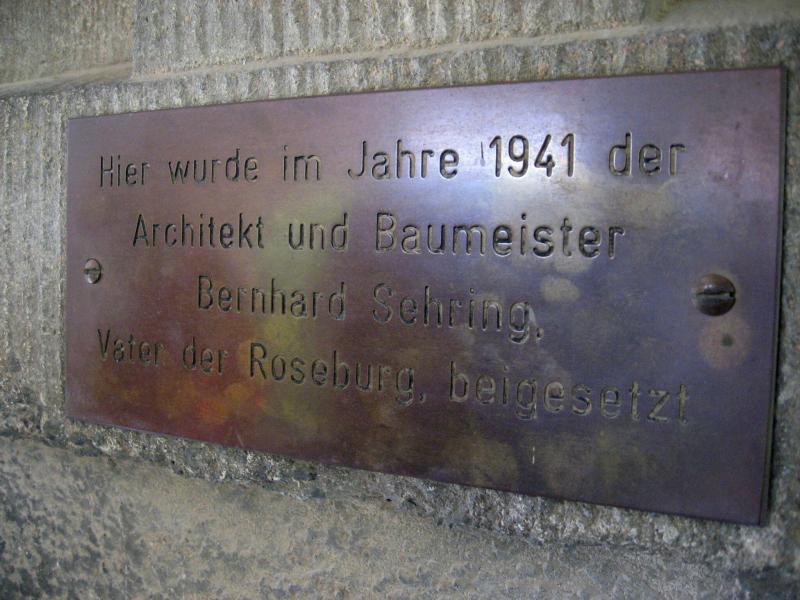 Hier wurde im Jahre 1941 der
Architekt und Baumeister
Bernhard Sehring,
Vater der Roseburg, beigesetzt